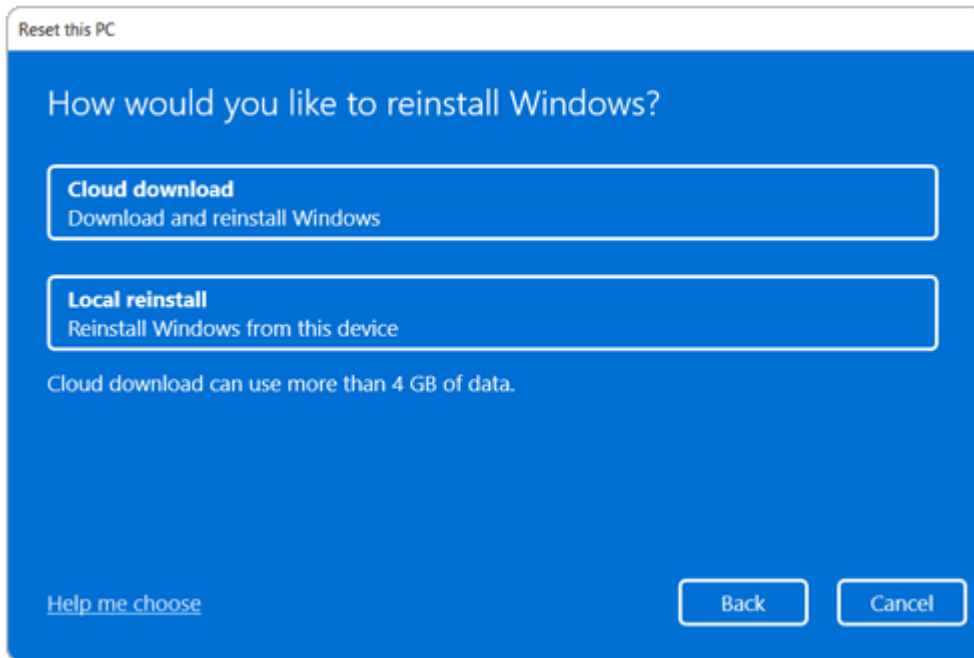 Reset this PC
How would you like to reinstall Windows?
Cloud download
Download and reinstall Windows
Local reinstall
Reinstall Windows from this device
Cloud download can use more than 4 GB of data.
Help me choose
Back
Cancel